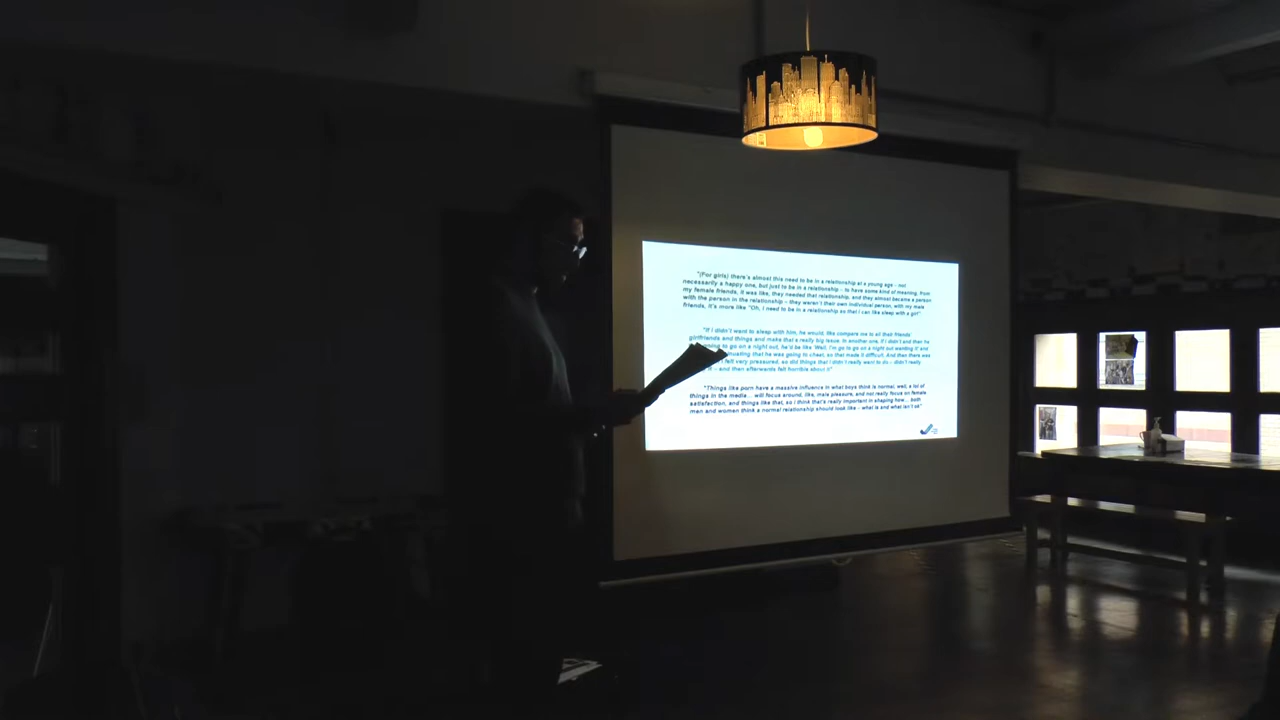 "(For girls) there's almost this need to be in a relationship at a young age - not
necessarily a happy one, but just to be in a relationship - to have some kind of meaning. From
my female friends, it was like, they needed that relationship, and they almost became a person
with the person in the relationship - they weren't their own individual person, with my male
friends, it's more like "Oh, I need to be in a relationship so that I can like sleep with a girl"
"If I didn't want to sleep with him, he would, like compare me to all their friends'
girlfriends and things and make that a really big issue. In another one, if I didn't and then he
going to go on a night out, he'd be like 'Well, I'm go to go on a night out wanting it' and
insinuating that he was going to cheat, so that made it difficult. And then there was
I felt very pressured, so did things that I didn't really want to do - didn't really
it - and then afterwards felt horrible about it"
"Things like porn have a massive influence in what boys think is normal, well, a lot of
things in the media... will focus around, like, male pleasure, and not really focus on female
satisfaction, and things like that, so I think that's really important in shaping how... both
men and women think a normal relationship should look like - what is and what isn't ok"